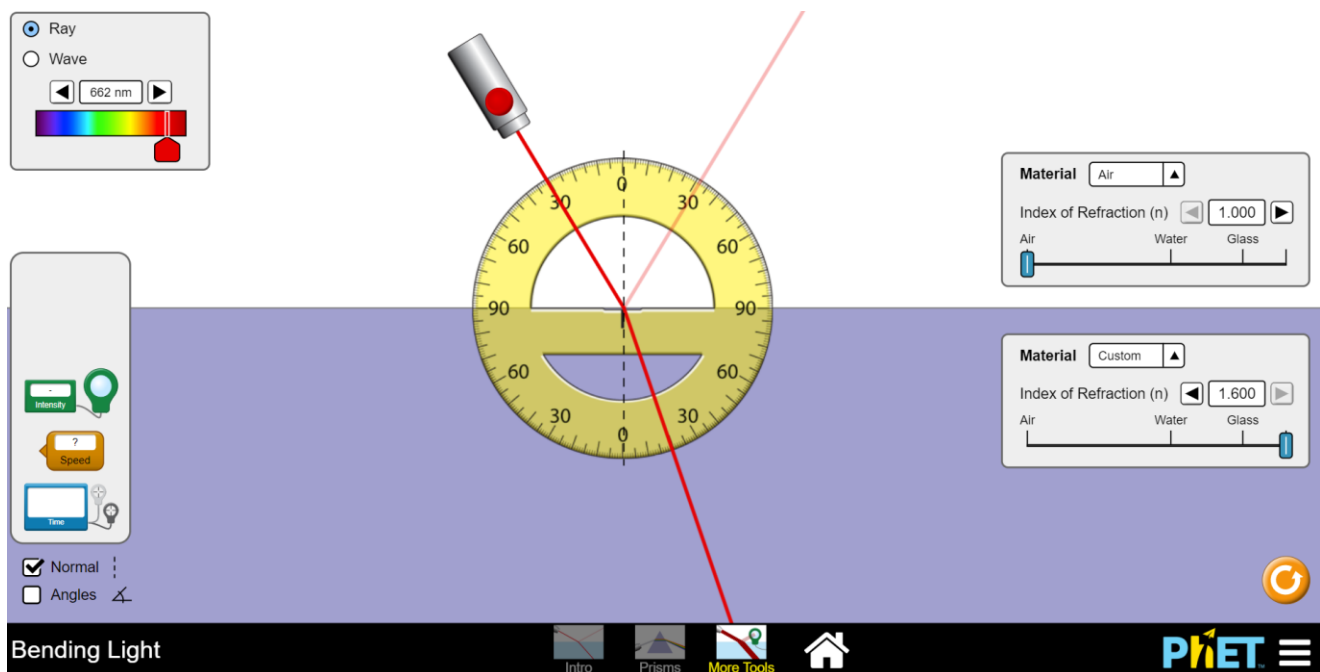 Ray
Wave
662 nm
Material Air
Index of Refraction (n) 1.000
Air Water Glass
0
30 30
60 60
90 90
60 60
30 30
0
Material Custom
Index of Refraction (n) 1.600
Air Water Glass
-
Intensity
?
Speed
Time
Normal
Angles
Bending Light
Intro
Prisms
More Tools
PhET